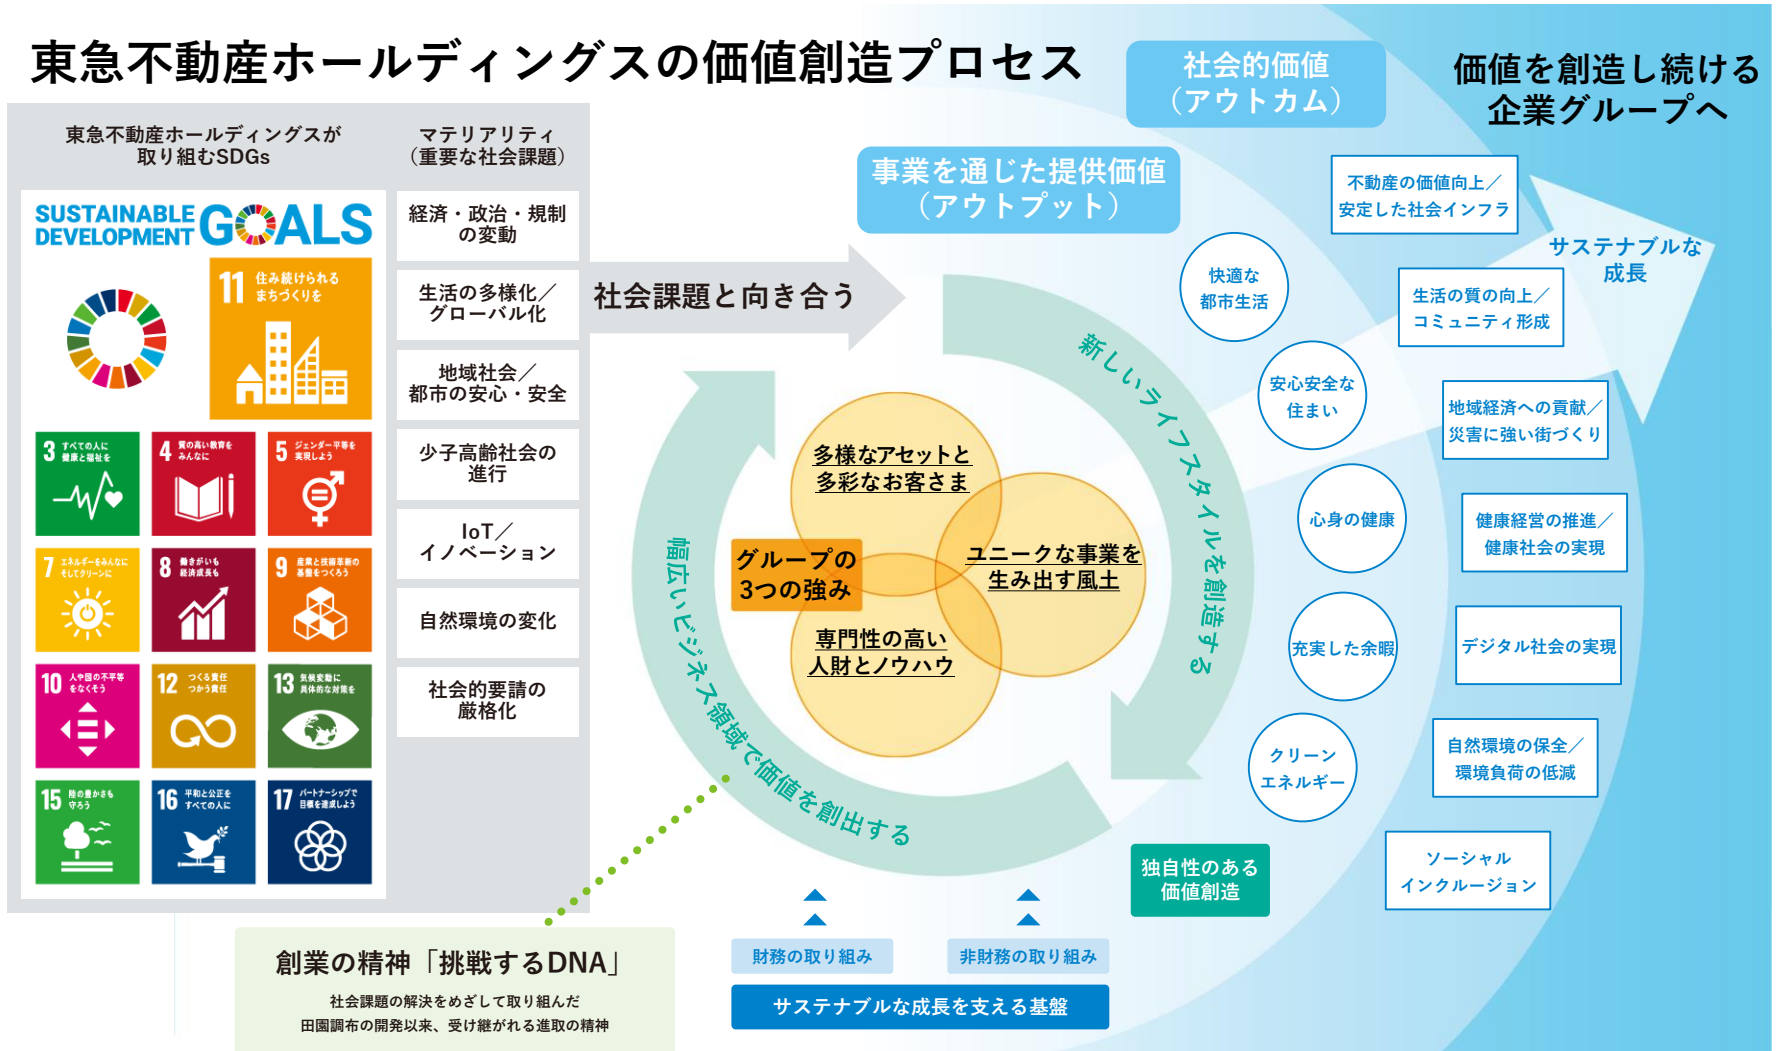 東急不動産ホールディングスの価値創造プロセス
東急不動産ホールディングスが
取り組むSDGs
SUSTAINABLE
DEVELOPMENT
GOALS
11 住み続けられる
まちづくりを
3 すべての人に
健康と福祉を
4 質の高い教育を
みんなに
5 ジェンダー平等を
実現しよう
7 エネルギーをみんなに
そしてクリーンに
8 働きがいも
経済成長も
9 産業と技術革新の
基盤をつくろう
10 人や国の不平等
をなくそう
12 つくる責任
つかう責任
13 気候変動に
具体的な対策を
15 陸の豊かさも
守ろう
16 平和と公正を
すべての人に
17 パートナーシップで
目標を達成しよう
マテリアリティ
（重要な社会課題）
経済・政治・規制
の変動
生活の多様化／
グローバル化
地域社会／
都市の安心・安全
少子高齢社会の
進行
IoT／
イノベーション
自然環境の変化
社会的要請の
厳格化
社会課題と向き合う
事業を通じた提供価値
（アウトプット）
社会的価値
（アウトカム）
価値を創造し続ける
企業グループへ
サステナブルな
成長
新しいライフスタイルを創造する
幅広いビジネス領域で価値を創出する
多様なアセットと
多彩なお客さま
グループの
3つの強み
ユニークな事業を
生み出す風土
専門性の高い
人財とノウハウ
快適な
都市生活
安心安全な
住まい
心身の健康
充実した余暇
クリーン
エネルギー
不動産の価値向上／
安定した社会インフラ
生活の質の向上／
コミュニティ形成
地域経済への貢献／
災害に強い街づくり
健康経営の推進／
健康社会の実現
デジタル社会の実現
自然環境の保全／
環境負荷の低減
ソーシャル
インクルージョン
独自性のある
価値創造
財務の取り組み
非財務の取り組み
サステナブルな成長を支える基盤
創業の精神「挑戦するDNA」
社会課題の解決をめざして取り組んだ
田園調布の開発以来、受け継がれる進取の精神